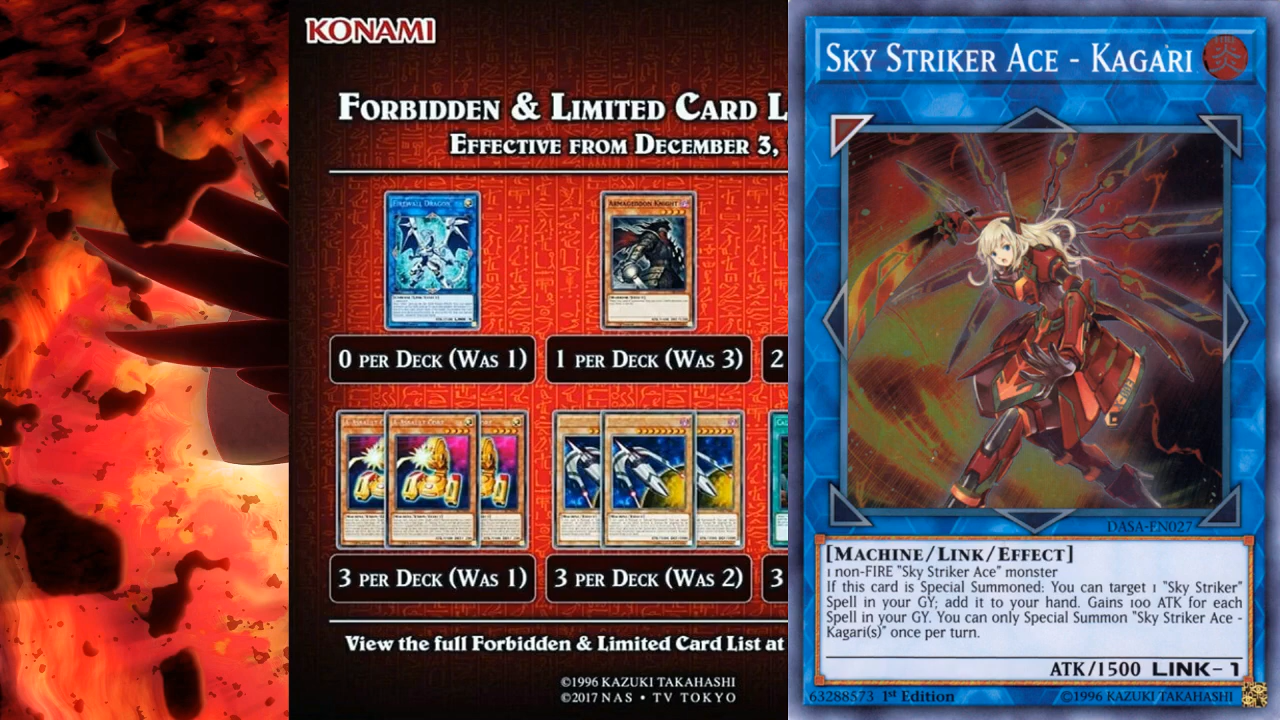 KONAMI
FORBIDDEN & LIMITED CARD L
EFFECTIVE FROM DECEMBER 3,
FIREWALL DRAGON
ARMAGEDDON KNIGHT
0 PER DECK (WAS 1)
1 PER DECK (WAS 3)
2
3 PER DECK (WAS 1)
3 PER DECK (WAS 2)
3
View the full Forbidden & Limited Card List at
©1996 KAZUKI TAKAHASHI
©2017 NAS • TV TOKYO
SKY STRIKER ACE - KAGARI
炎
DASA-EN027
[MACHINE/LINK/EFFECT]
1 non-FIRE "Sky Striker Ace" monster
If this card is Special Summoned: You can target 1 "Sky Striker"
Spell in your GY; add it to your hand. Gains 100 ATK for each
Spell in your GY. You can only Special Summon "Sky Striker Ace -
Kagari(s)" once per turn.
ATK/1500 LINK-1
63288573 1st Edition
©1996 KAZUKI TAKAHASHI